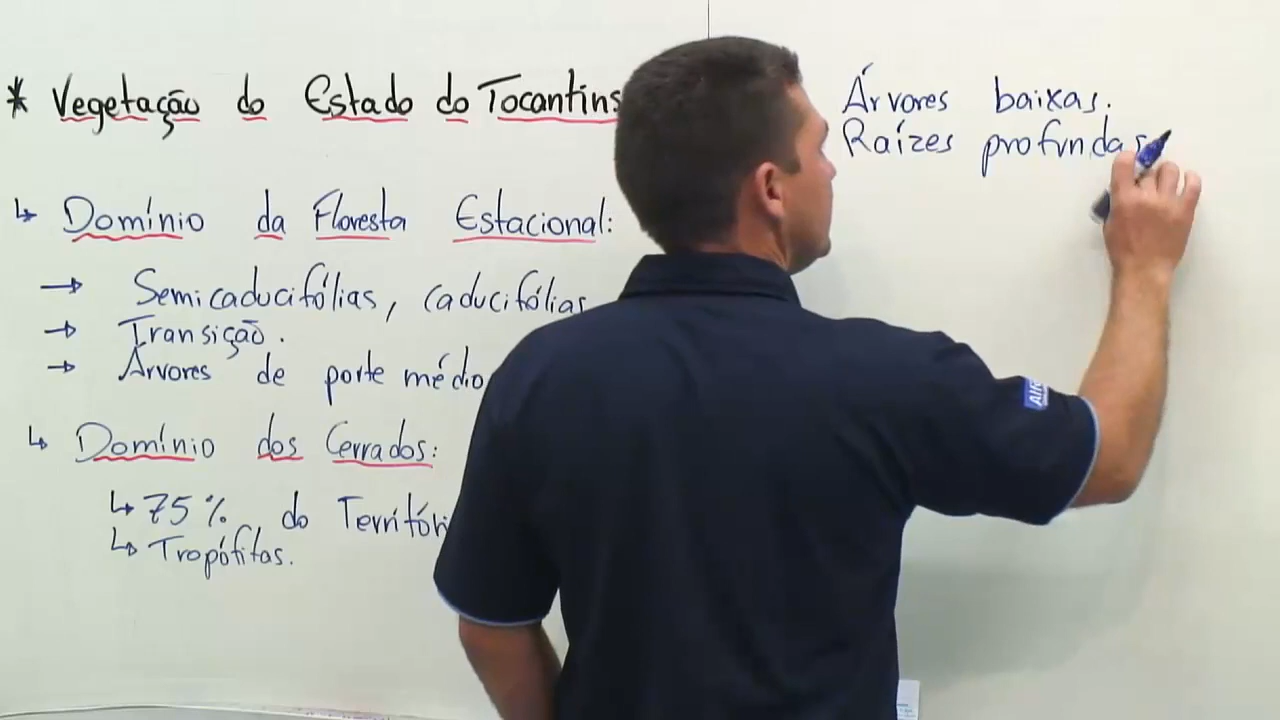 * Vegetação do Estado do Tocantins
↳ Domínio da Floresta Estacional:
→ Semicaducifólias, caducifólias
→ Transição.
→ Árvores de porte médio
↳ Domínio dos Cerrados:
↳ 75% do
↳ Tropófitas.
Árvores baixas.
Raízes profundas